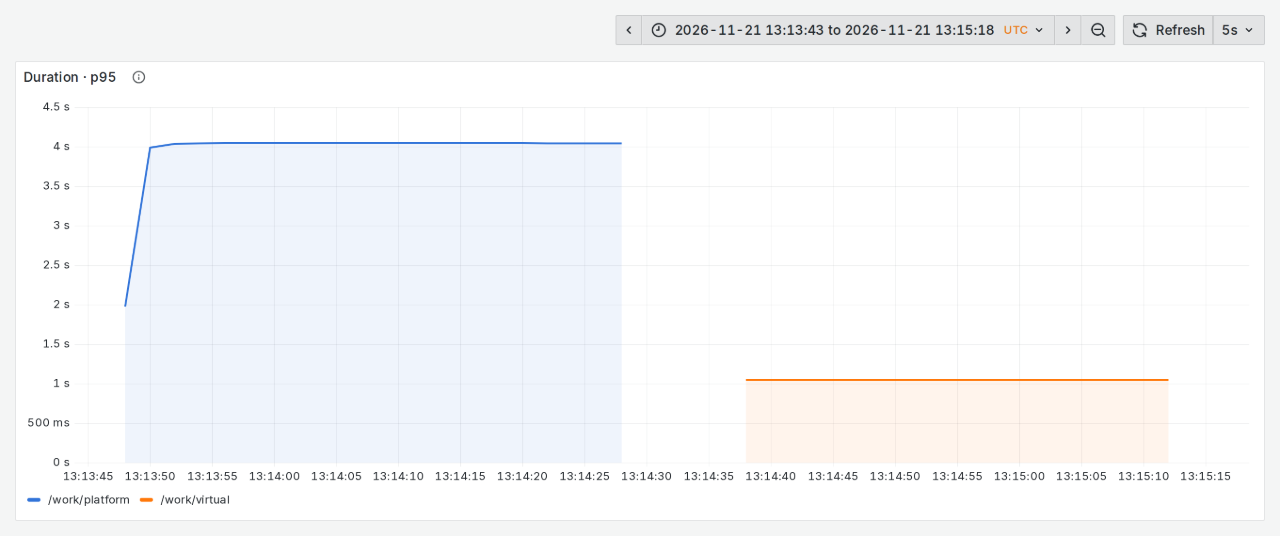 2026-11-21 13:13:43 to 2026-11-21 13:15:18 UTC Refresh 5s
Duration · p95
4.5 s
4 s
3.5 s
3 s
2.5 s
2 s
1.5 s
1 s
500 ms
0 s
13:13:45 13:13:50 13:13:55 13:14:00 13:14:05 13:14:10 13:14:15 13:14:20 13:14:25 13:14:30 13:14:35 13:14:40 13:14:45 13:14:50 13:14:55 13:15:00 13:15:05 13:15:10 13:15:15
/work/platform /work/virtual